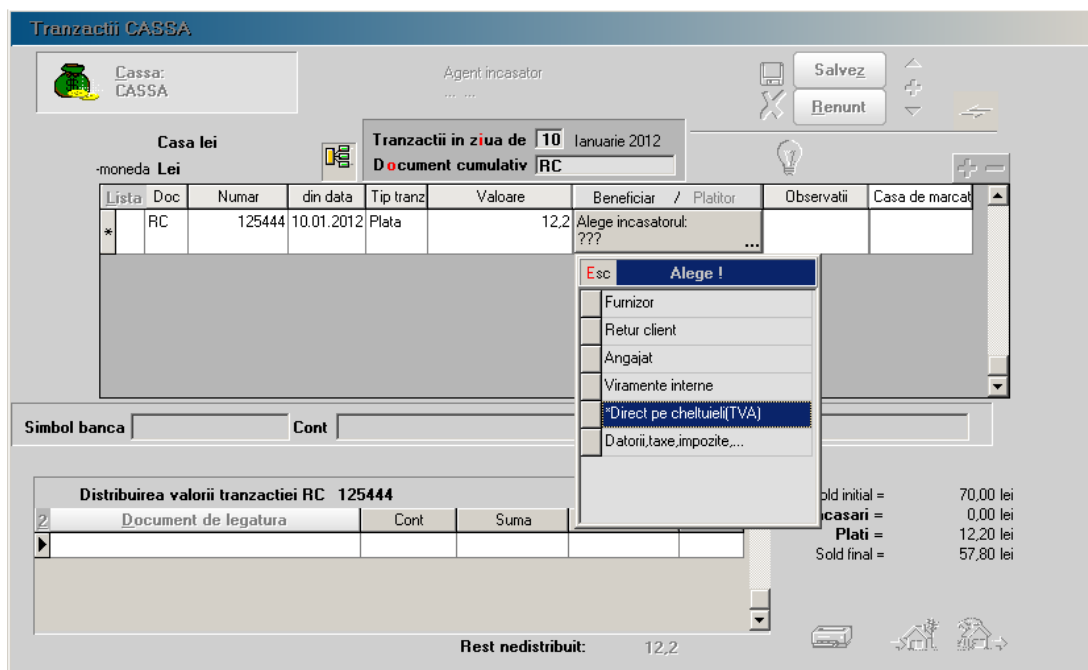 Tranzactii CASSA
Cassa:
CASSA
Agent incasator
... ...
Salvez
Renunt
Casa lei
-moneda Lei
Tranzactii in ziua de 10 Ianuarie 2012
Document cumulativ RC
Lista Doc Numar din data Tip tranz Valoare Beneficiar / Platitor Observatii Casa de marcat
* RC 125444 10.01.2012 Plata 12,2 Alege incasatorul:
??? ...
Esc Alege !
Furnizor
Retur client
Angajat
Viramente interne
*Direct pe cheltuieli(TVA)
Datorii,taxe,impozite,...
Simbol banca Cont
Distribuirea valorii tranzactiei RC 125444
2 Document de legatura Cont Suma
old initial = 70,00 lei
casari = 0,00 lei
Plati = 12,20 lei
Sold final = 57,80 lei
Rest nedistribuit: 12,2